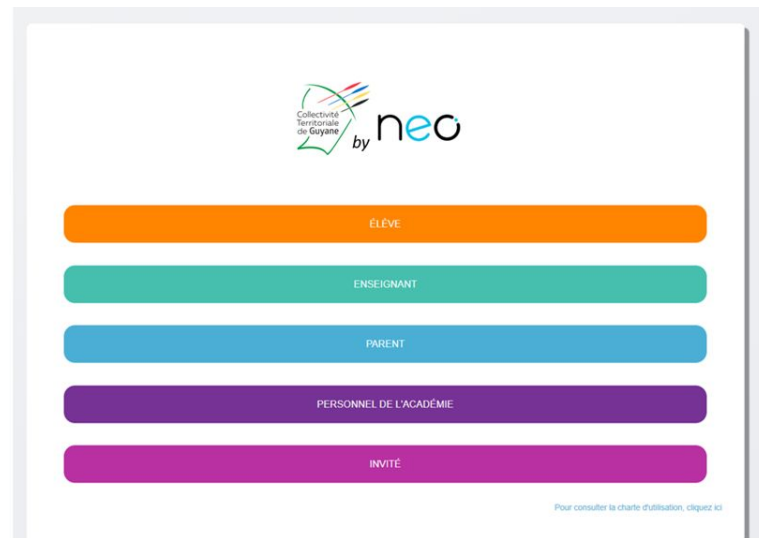 Collectivité
Territoriale
de Guyane
by neo
ÉLÈVE
ENSEIGNANT
PARENT
PERSONNEL DE L'ACADÉMIE
INVITÉ
Pour consulter la charte d'utilisation, cliquez ici